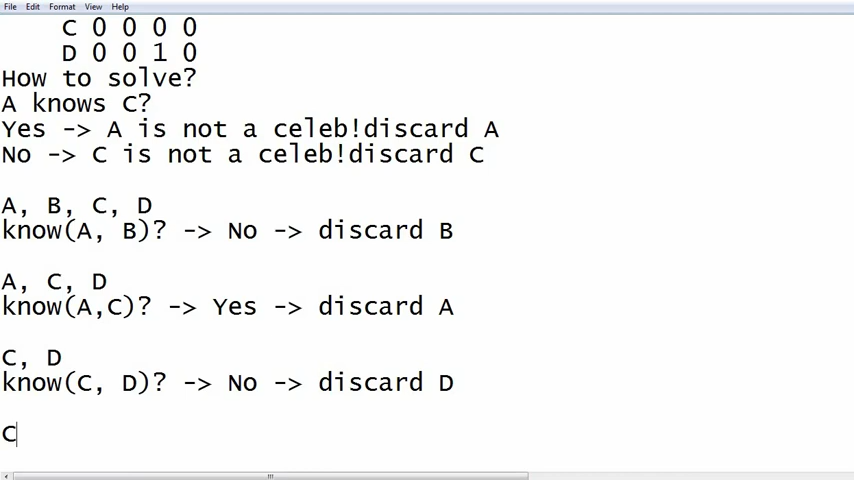 File Edit Format View Help
C 0 0 0 0
D 0 0 1 0
How to solve?
A knows C?
Yes -> A is not a celeb!discard A
No -> C is not a celeb!discard C
A, B, C, D
know(A, B)? -> No -> discard B
A, C, D
know(A,C)? -> Yes -> discard A
C, D
know(C, D)? -> No -> discard D
C